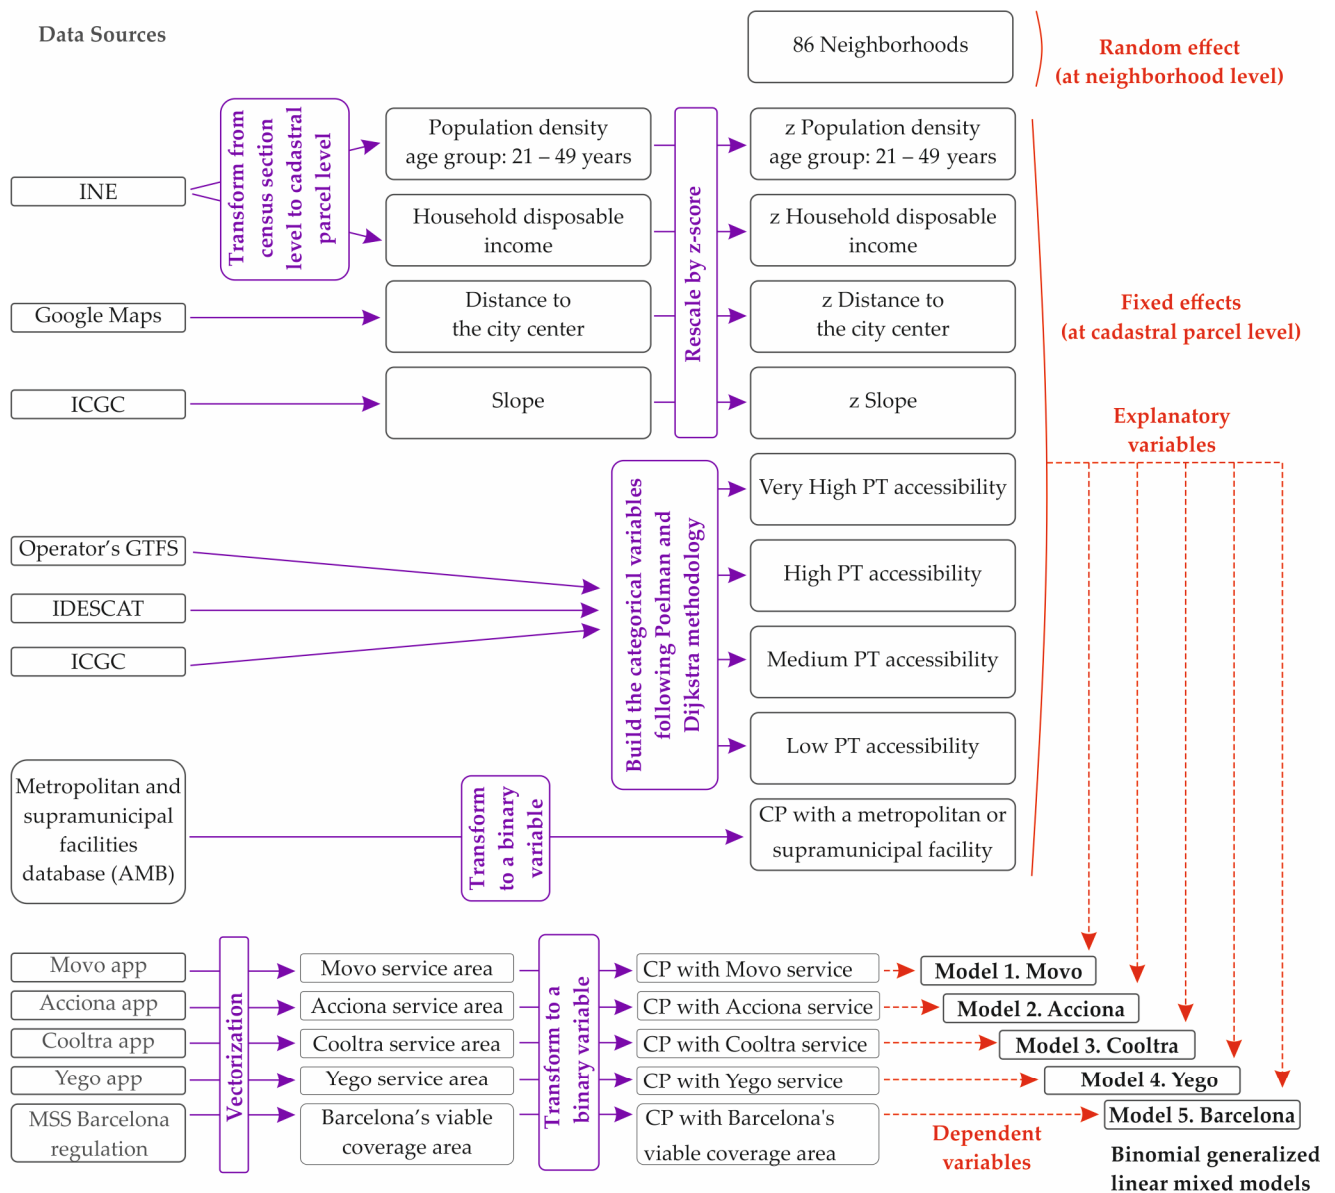 Data Sources
86 Neighborhoods
Random effect
(at neighborhood level)
INE
Transform from
census section
level to cadastral
parcel level
Population density
age group: 21 – 49 years
Household disposable
income
Rescale by z-score
z Population density
age group: 21 – 49 years
z Household disposable
income
Google Maps
Distance to
the city center
z Distance to
the city center
Fixed effects
(at cadastral parcel level)
ICGC
Slope
z Slope
Explanatory
variables
Operator’s GTFS
IDESCAT
ICGC
Build the categorical variables
following Poelman and
Dijkstra methodology
Very High PT accessibility
High PT accessibility
Medium PT accessibility
Low PT accessibility
Metropolitan and
supramunicipal
facilities
database (AMB)
Transform
to a binary
variable
CP with a metropolitan or
supramunicipal facility
Movo app
Acciona app
Cooltra app
Yego app
MSS Barcelona
regulation
Vectorization
Movo service area
Acciona service area
Cooltra service area
Yego service area
Barcelona’s viable
coverage area
Transform to a
binary variable
CP with Movo service
CP with Acciona service
CP with Cooltra service
CP with Yego service
CP with Barcelona's
viable coverage area
Model 1. Movo
Model 2. Acciona
Model 3. Cooltra
Model 4. Yego
Model 5. Barcelona
Dependent
variables
Binomial generalized
linear mixed models